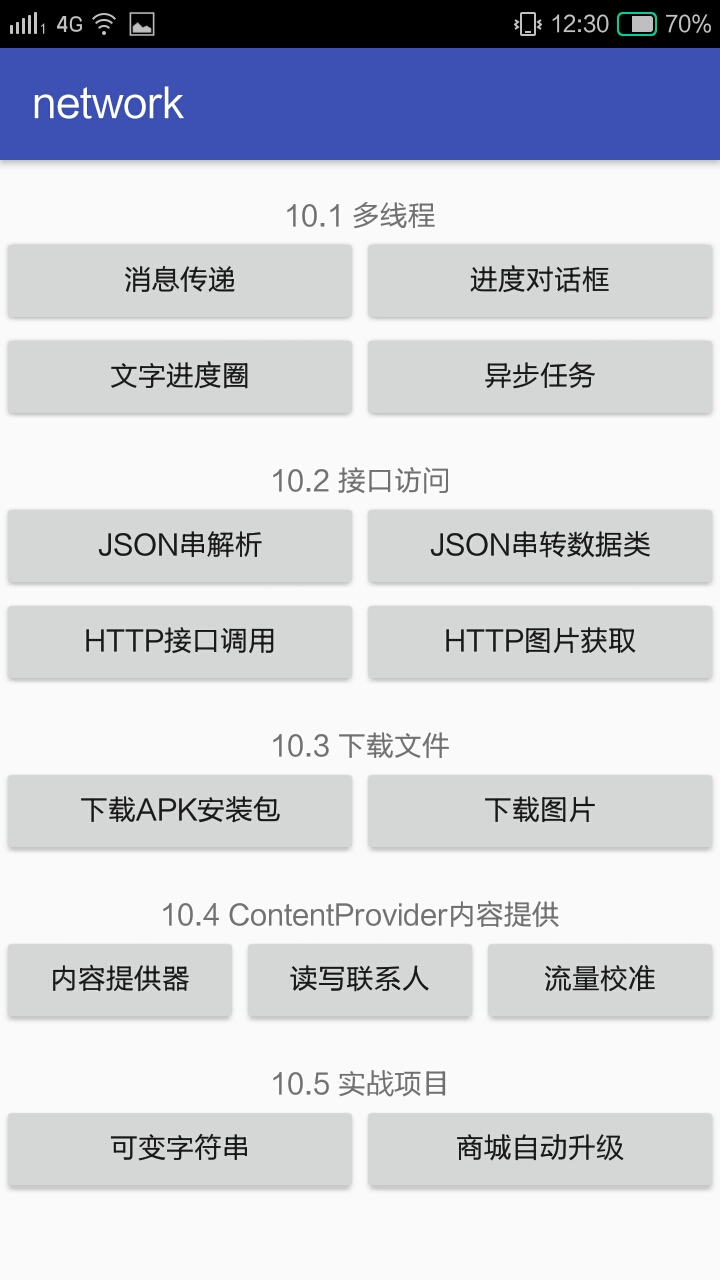 4G 12:30 70%
network
10.1 多线程
消息传递 进度对话框
文字进度圈 异步任务
10.2 接口访问
JSON串解析 JSON串转数据类
HTTP接口调用 HTTP图片获取
10.3 下载文件
下载APK安装包 下载图片
10.4 ContentProvider内容提供
内容提供器 读写联系人 流量校准
10.5 实战项目
可变字符串 商城自动升级